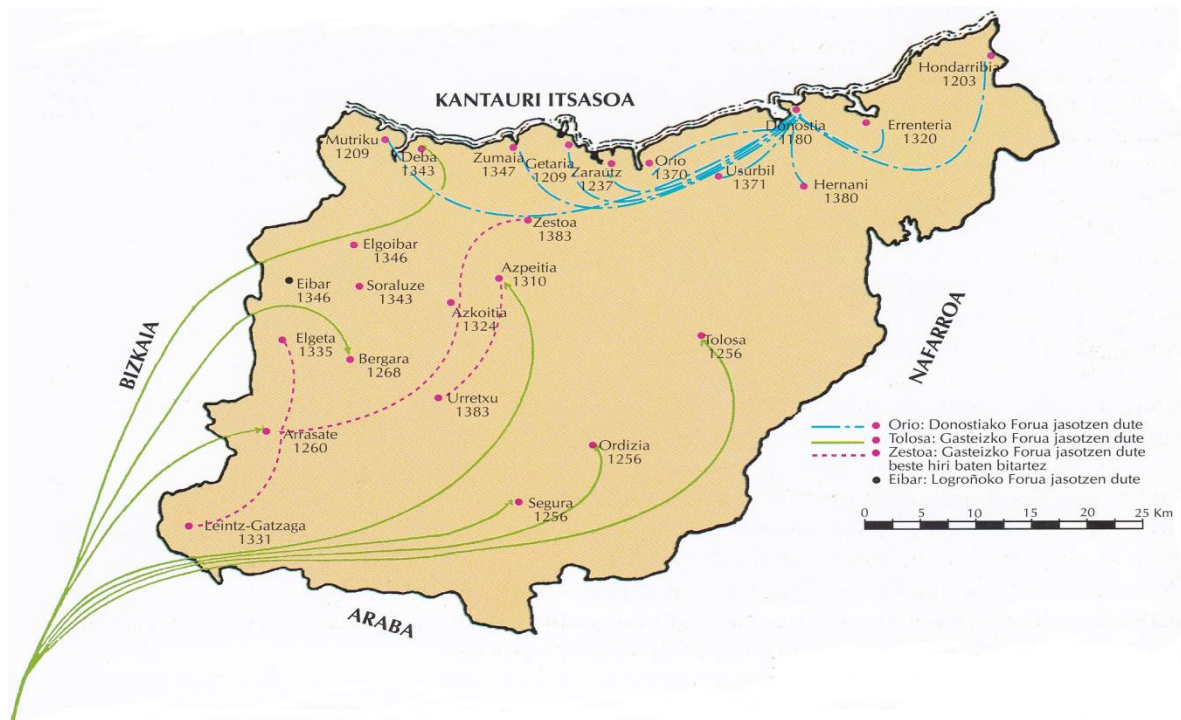 KANTAURI ITSASOA
Hondarribia
1203
Mutriku
1209
Deba
1343
Zumaia
1347
Getaria
1209
Zarautz
1237
Orio
1370
Donostia
1180
Usurbil
1371
Errenteria
1320
Hernani
1380
Zestoa
1383
Elgoibar
1346
Eibar
1346
Soraluze
1343
Azpeitia
1310
Azkoitia
1324
Elgeta
1335
Bergara
1268
Tolosa
1256
BIZKAIA
NAFARROA
Urretxu
1383
Arrasate
1260
Ordizia
1256
Segura
1256
Leintz-Gatzaga
1331
ARABA
Orio: Donostiako Forua jasotzen dute
Tolosa: Gasteizko Forua jasotzen dute
Zestoa: Gasteizko Forua jasotzen dute
beste hiri baten bitartez
Eibar: Logroñoko Forua jasotzen dute
0 5 10 15 20 25 Km